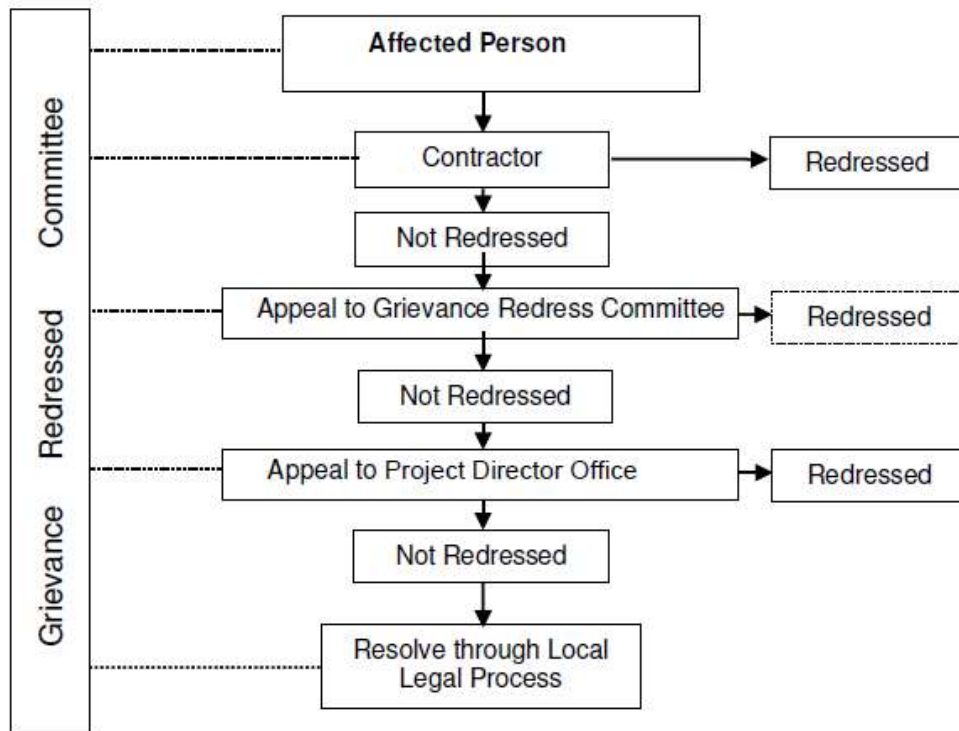 Grievance Redressed Committee
Affected Person
Contractor
Redressed
Not Redressed
Appeal to Grievance Redress Committee
Redressed
Not Redressed
Appeal to Project Director Office
Redressed
Not Redressed
Resolve through Local
Legal Process